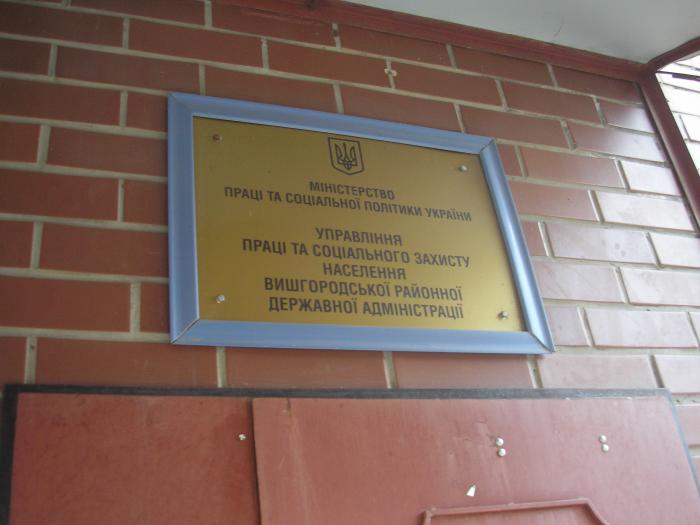 МІНІСТЕРСТВО
ПРАЦІ ТА СОЦІАЛЬНОЇ ПОЛІТИКИ УКРАЇНИ
УПРАВЛІННЯ
ПРАЦІ ТА СОЦІАЛЬНОГО ЗАХИСТУ
НАСЕЛЕННЯ
ВИШГОРОДСЬКОЇ РАЙОННОЇ
ДЕРЖАВНОЇ АДМІНІСТРАЦІЇ